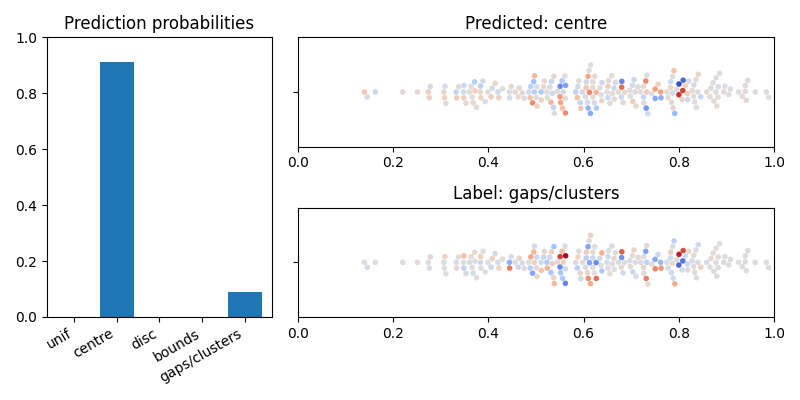 Prediction probabilities
1.0
0.8
0.6
0.4
0.2
0.0
unif
centre
disc
bounds
gaps/clusters
Predicted: centre
0.0 0.2 0.4 0.6 0.8 1.0
Label: gaps/clusters
0.0 0.2 0.4 0.6 0.8 1.0